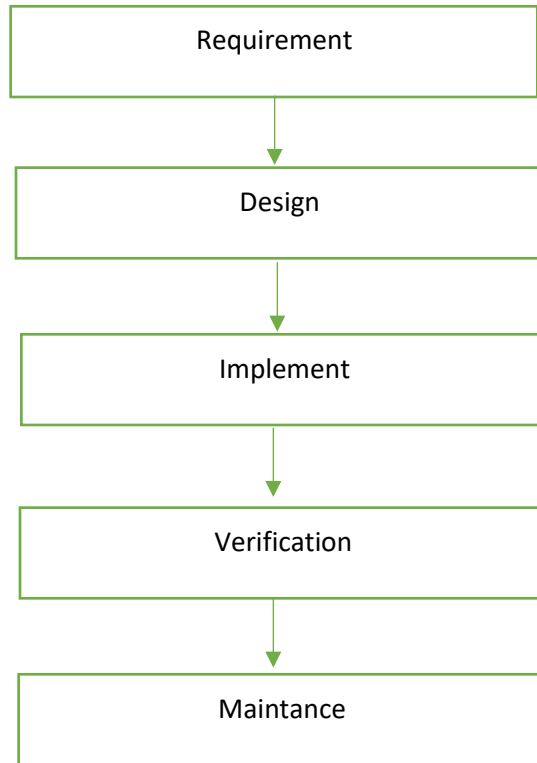 Requirement
Design
Implement
Verification
Maintance